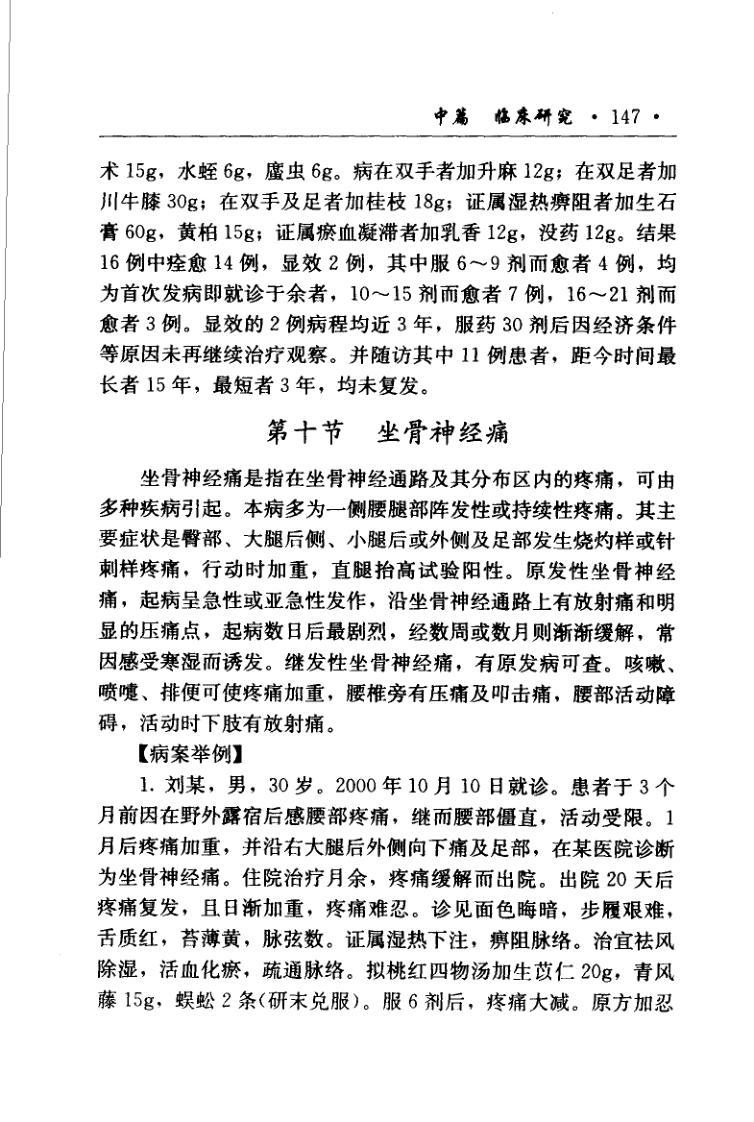 中篇　临床研究 · 147 ·
术 15g，水蛭 6g，䗪虫 6g。病在双手者加升麻 12g；在双足者加
川牛膝 30g；在双手及足者加桂枝 18g；证属湿热痹阻者加生石
膏 60g，黄柏 15g；证属瘀血凝滞者加乳香 12g，没药 12g。结果
16 例中痊愈 14 例，显效 2 例，其中服 6～9 剂而愈者 4 例，均
为首次发病即就诊于余者，10～15 剂而愈者 7 例，16～21 剂而
愈者 3 例。显效的 2 例病程均近 3 年，服药 30 剂后因经济条件
等原因未再继续治疗观察。并随访其中 11 例患者，距今时间最
长者 15 年，最短者 3 年，均未复发。
第十节　坐骨神经痛
坐骨神经痛是指在坐骨神经通路及其分布区内的疼痛，可由
多种疾病引起。本病多为一侧腰腿部阵发性或持续性疼痛。其主
要症状是臀部、大腿后侧、小腿后或外侧及足部发生烧灼样或针
刺样疼痛，行动时加重，直腿抬高试验阳性。原发性坐骨神经
痛，起病呈急性或亚急性发作，沿坐骨神经通路上有放射痛和明
显的压痛点，起病数日后最剧烈，经数周或数月则渐渐缓解，常
因感受寒湿而诱发。继发性坐骨神经痛，有原发病可查。咳嗽、
喷嚏、排便可使疼痛加重，腰椎旁有压痛及叩击痛，腰部活动障
碍，活动时下肢有放射痛。
【病案举例】
1. 刘某，男，30 岁。2000 年 10 月 10 日就诊。患者于 3 个
月前因在野外露宿后感腰部疼痛，继而腰部僵直，活动受限。1
月后疼痛加重，并沿右大腿后外侧向下痛及足部，在某医院诊断
为坐骨神经痛。住院治疗月余，疼痛缓解而出院。出院 20 天后
疼痛复发，且日渐加重，疼痛难忍。诊见面色晦暗，步履艰难，
舌质红，苔薄黄，脉弦数。证属湿热下注，痹阻脉络。治宜祛风
除湿，活血化瘀，疏通脉络。拟桃红四物汤加生苡仁 20g，青风
藤 15g，蜈蚣 2 条(研末兑服)。服 6 剂后，疼痛大减。原方加忍